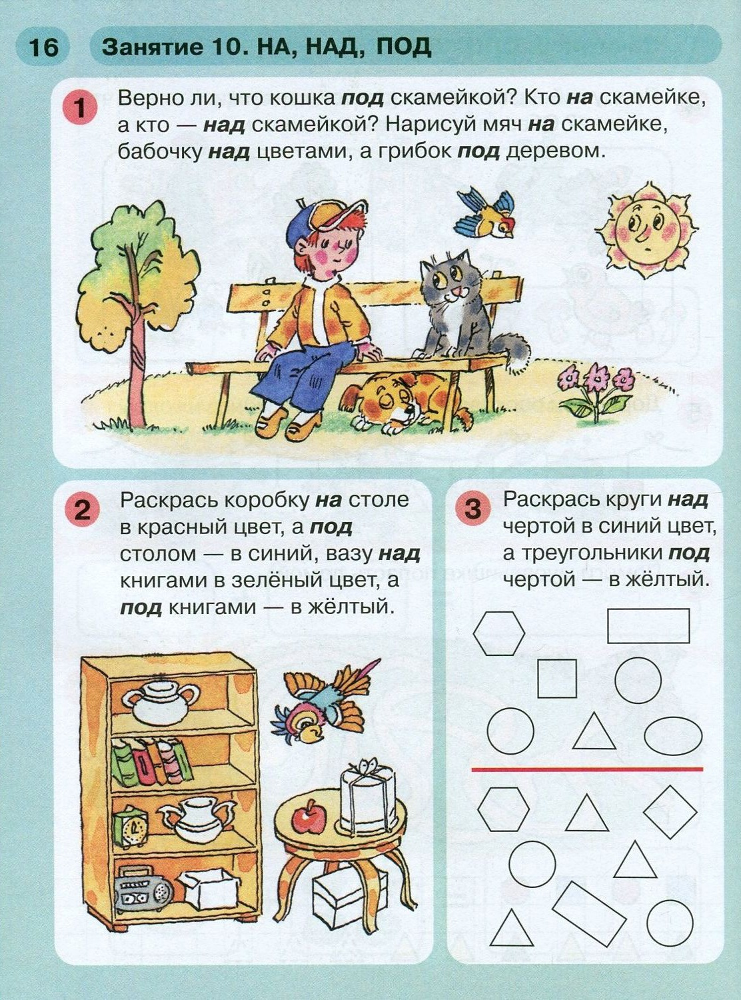 16
Занятие 10. НА, НАД, ПОД
1
Верно ли, что кошка под скамейкой? Кто на скамейке,
а кто — над скамейкой? Нарисуй мяч на скамейке,
бабочку над цветами, а грибок под деревом.
2
Раскрась коробку на столе
в красный цвет, а под
столом — в синий, вазу над
книгами в зелёный цвет, а
под книгами — в жёлтый.
3
Раскрась круги над
чертой в синий цвет,
а треугольники под
чертой — в жёлтый.